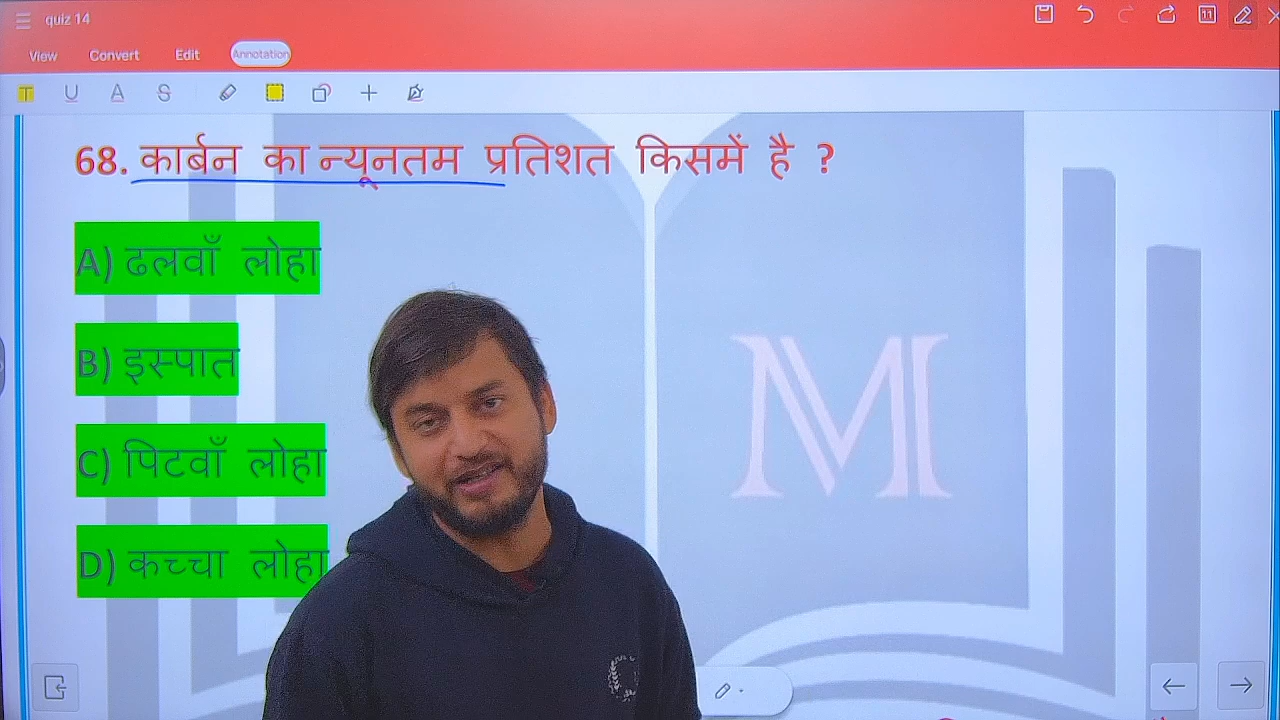 quiz 14
View Convert Edit Annotation
T U A S
68. कार्बन का न्यूनतम प्रतिशत किसमें है ?
A) ढलवाँ लोहा
B) इस्पात
C) पिटवाँ लोहा
D) कच्चा लोहा
M